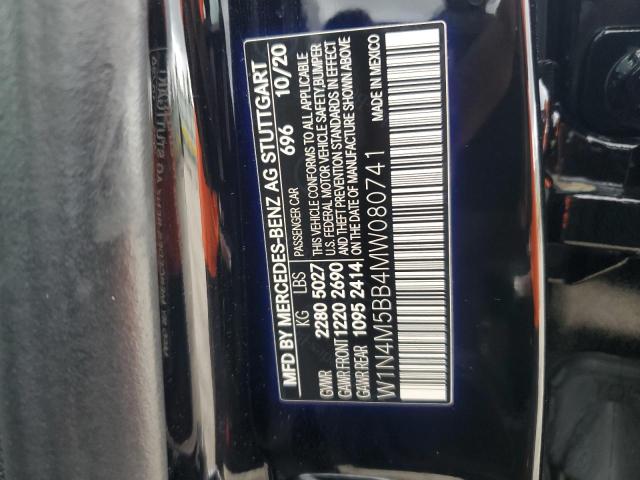 MFD BY MERCEDES-BENZ AG STUTTGART
696 10/20
KG LBS PASSENGER CAR
GVWR 2280 5027 THIS VEHICLE CONFORMS TO ALL APPLICABLE
U.S. FEDERAL MOTOR VEHICLE SAFETY,BUMPER
GAWR FRONT 1220 2690 AND THEFT PREVENTION STANDARDS IN EFFECT
GAWR REAR 1095 2414 ON THE DATE OF MANUFACTURE SHOWN ABOVE
MADE IN MEXICO
W1N4M5BB4MW080741